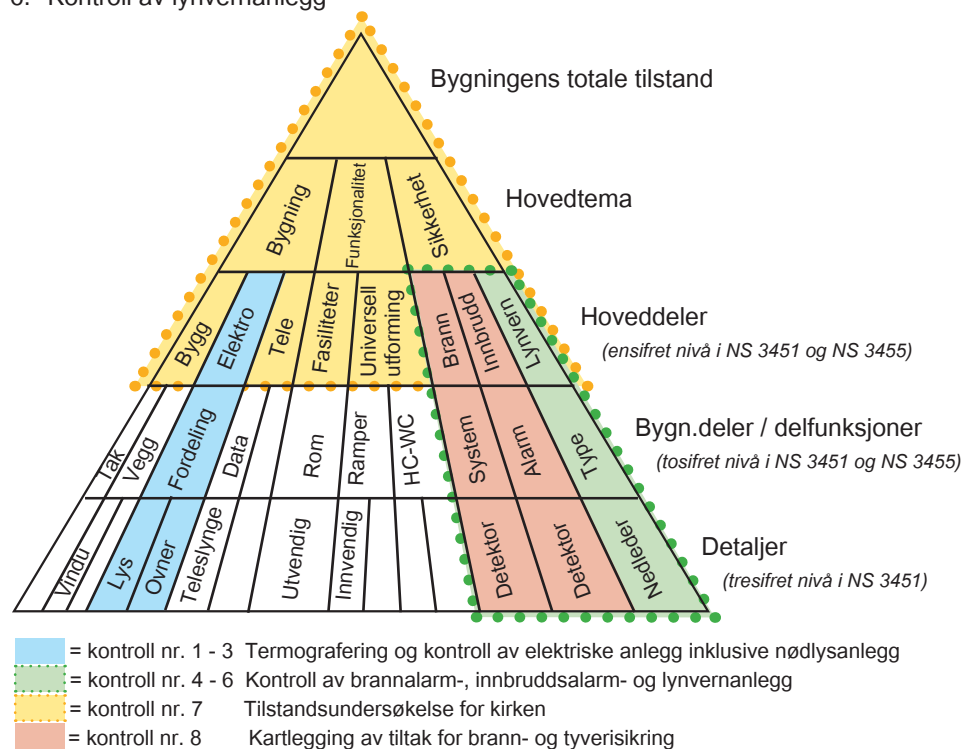 6. Kontroll av lynvernanlegg
Bygningens totale tilstand
Bygning
Funksjonalitet
Sikkerhet
Hovedtema
Bygg
Elektro
Tele
Fasiliteter
Universell
utforming
Brann
Innbrudd
Lynvern
Hoveddeler
(ensifret nivå i NS 3451 og NS 3455)
Tak
Vegg
Fordeling
Data
Rom
Ramper
HC-WC
System
Alarm
Type
Bygn.deler / delfunksjoner
(tosifret nivå i NS 3451 og NS 3455)
Vindu
Lys
Ovner
Teleslynge
Utvendig
Innvendig
Detektor
Detektor
Nedleder
Detaljer
(tresifret nivå i NS 3451)
= kontroll nr. 1 - 3 Termografering og kontroll av elektriske anlegg inklusive nødlysanlegg
= kontroll nr. 4 - 6 Kontroll av brannalarm-, innbruddsalarm- og lynvernanlegg
= kontroll nr. 7 Tilstandsundersøkelse for kirken
= kontroll nr. 8 Kartlegging av tiltak for brann- og tyverisikring